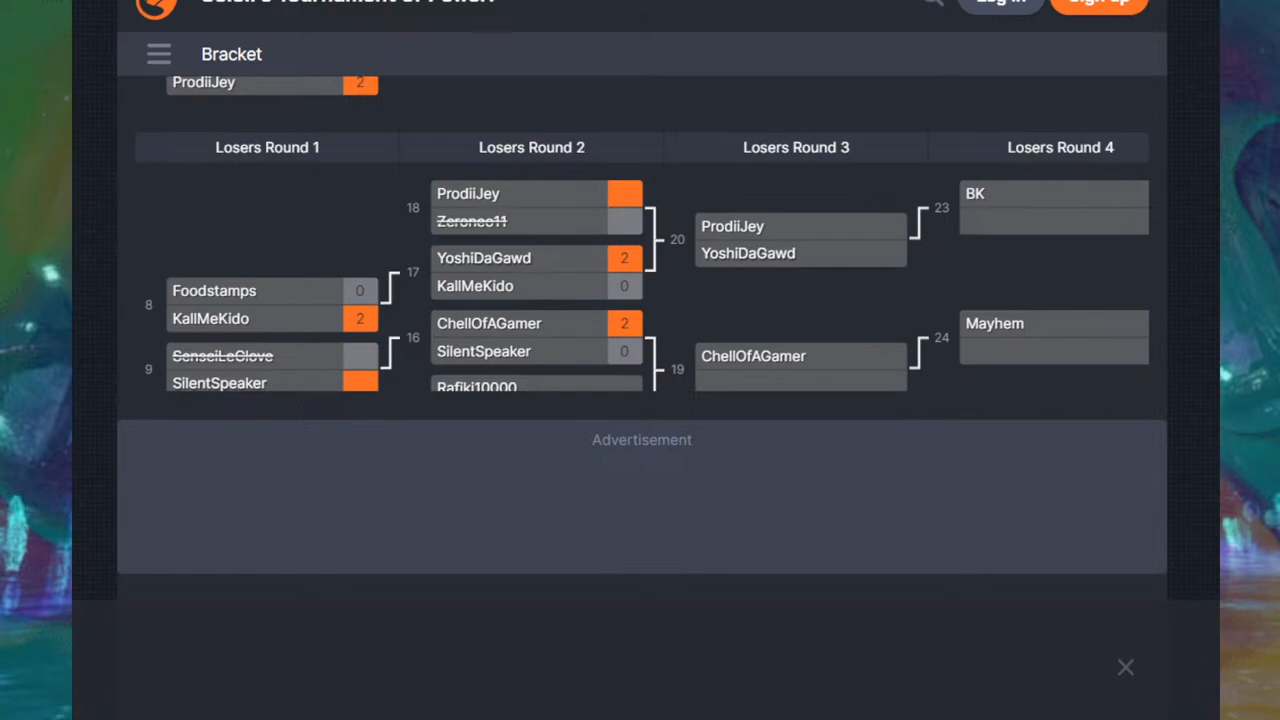 Bracket
ProdiiJey 2
Losers Round 1 Losers Round 2 Losers Round 3 Losers Round 4
18 ProdiiJey
Zeroneo11
20 ProdiiJey
YoshiDaGawd
23 BK
17 YoshiDaGawd 2
KallMeKido 0
8 Foodstamps 0
KallMeKido 2
16 ChellOfAGamer 2
SilentSpeaker 0
19 ChellOfAGamer
24 Mayhem
9 SenseiLeGlove
SilentSpeaker
Rafiki10000
Advertisement